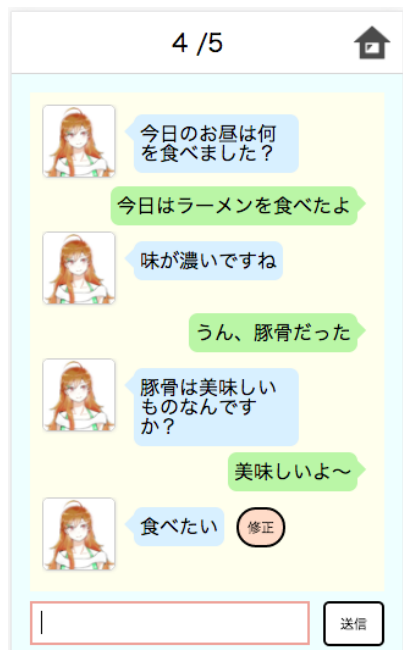 4 /5
今日のお昼は何
を食べました？
今日はラーメンを食べたよ
味が濃いですね
うん、豚骨だった
豚骨は美味しい
ものなんです
か？
美味しいよ〜
食べたい
修正
送信